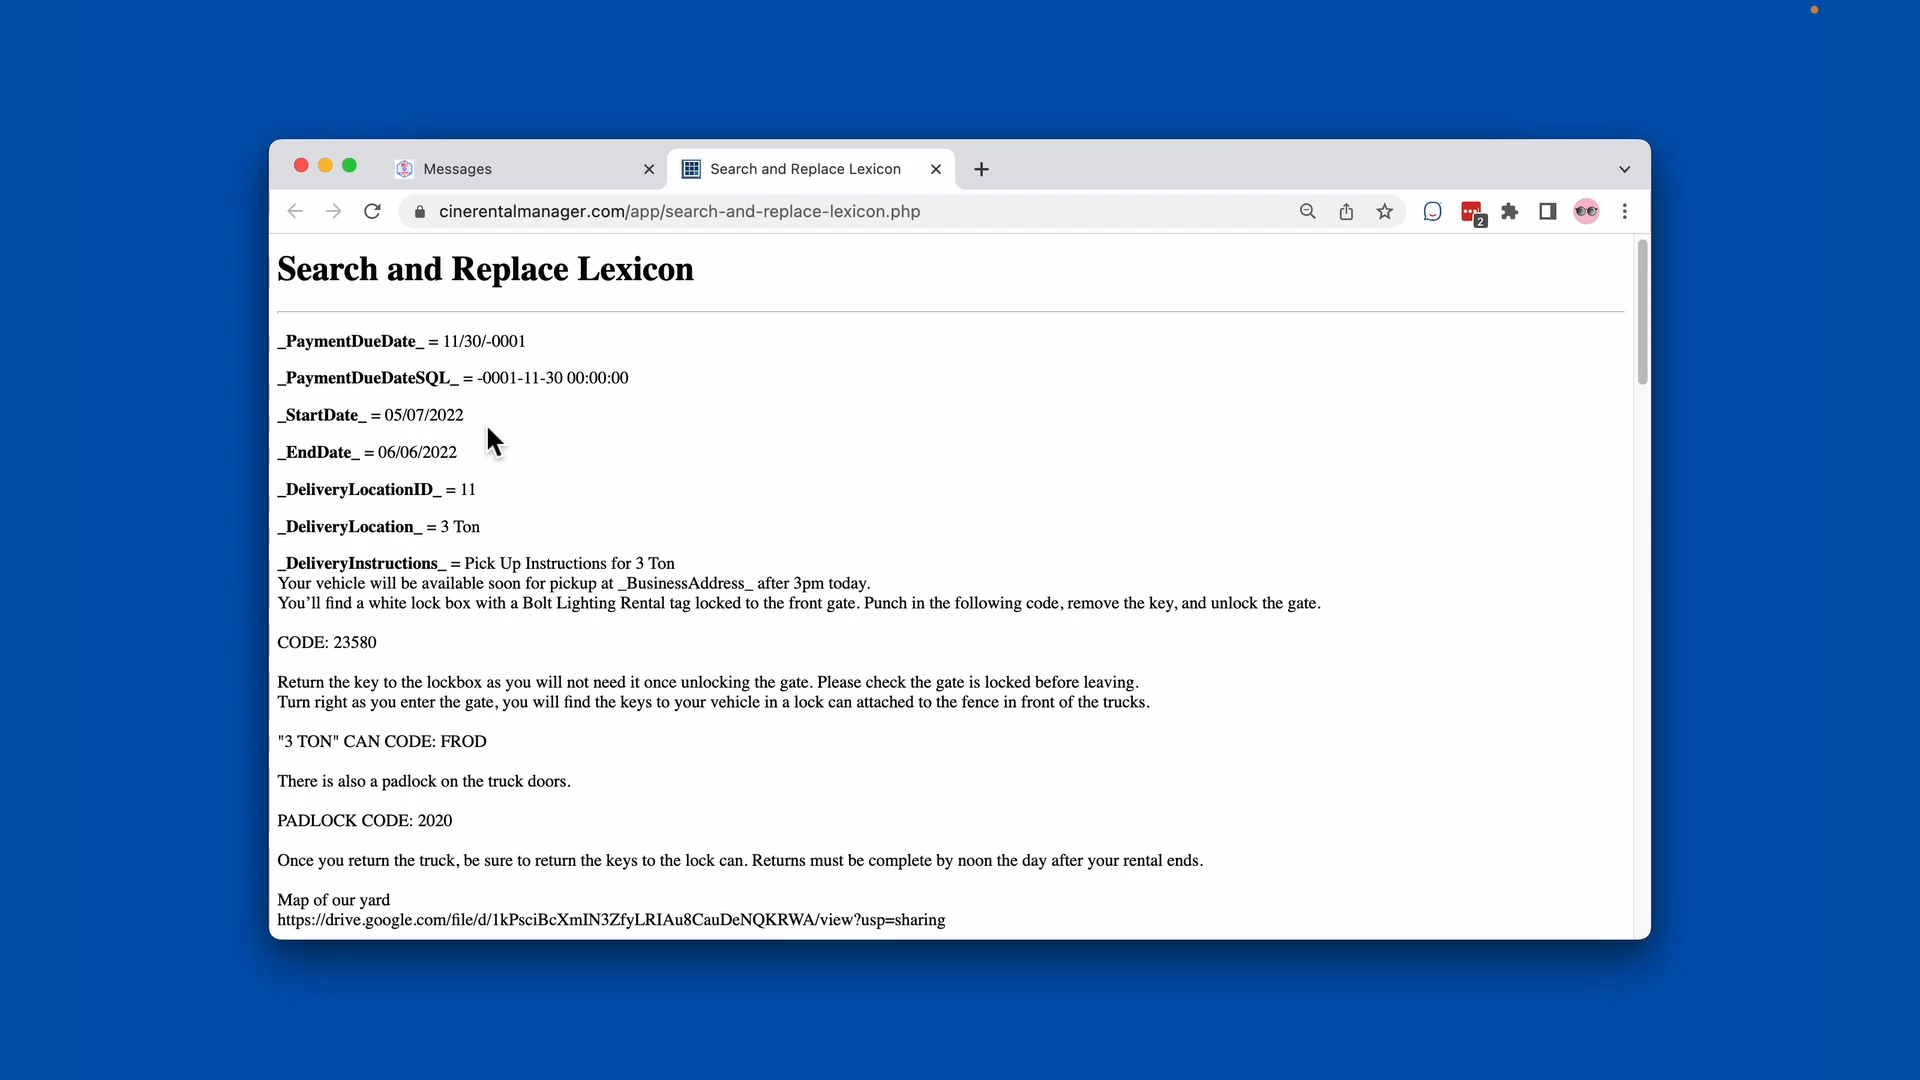 Messages
Search and Replace Lexicon
cinerentalmanager.com/app/search-and-replace-lexicon.php
2
Search and Replace Lexicon
_PaymentDueDate_ = 11/30/-0001
_PaymentDueDateSQL_ = -0001-11-30 00:00:00
_StartDate_ = 05/07/2022
_EndDate_ = 06/06/2022
_DeliveryLocationID_ = 11
_DeliveryLocation_ = 3 Ton
_DeliveryInstructions_ = Pick Up Instructions for 3 Ton
Your vehicle will be available soon for pickup at _BusinessAddress_ after 3pm today.
You’ll find a white lock box with a Bolt Lighting Rental tag locked to the front gate. Punch in the following code, remove the key, and unlock the gate.
CODE: 23580
Return the key to the lockbox as you will not need it once unlocking the gate. Please check the gate is locked before leaving.
Turn right as you enter the gate, you will find the keys to your vehicle in a lock can attached to the fence in front of the trucks.
"3 TON" CAN CODE: FROD
There is also a padlock on the truck doors.
PADLOCK CODE: 2020
Once you return the truck, be sure to return the keys to the lock can. Returns must be complete by noon the day after your rental ends.
Map of our yard
https://drive.google.com/file/d/1kPsciBcXmIN3ZfyLRIAu8CauDeNQKRWA/view?usp=sharing